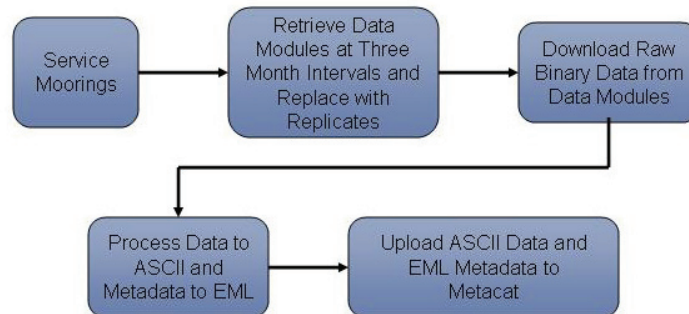 Service
Moorings
Retrieve Data
Modules at Three
Month Intervals and
Replace with
Replicates
Download Raw
Binary Data from
Data Modules
Process Data to
ASCII and
Metadata to EML
Upload ASCII Data and
EML Metadata to
Metacat